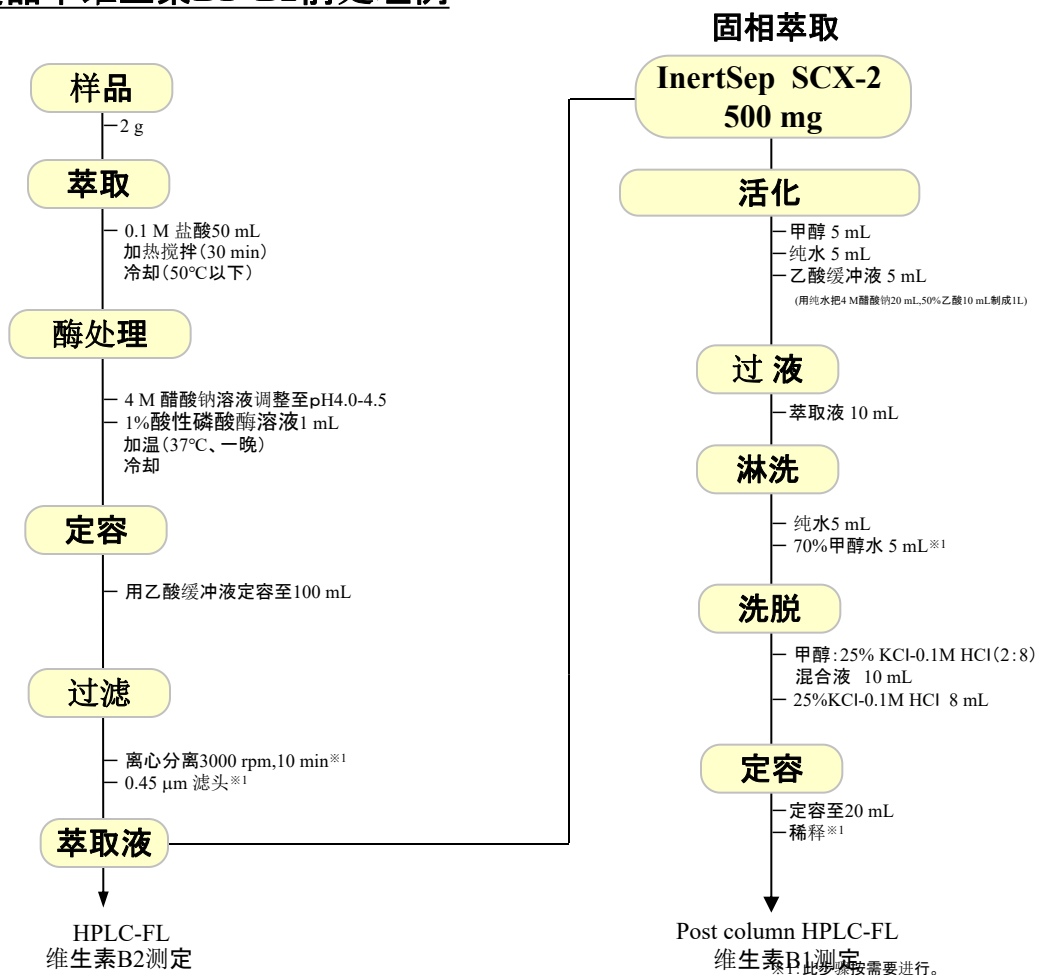 固相萃取
样品
2 g
萃取
0.1 M 盐酸50 mL
加热搅拌(30 min)
冷却(50℃以下)
酶处理
4 M 醋酸钠溶液调整至pH4.0-4.5
1%酸性磷酸酶溶液1 mL
加温(37℃、一晚)
冷却
定容
用乙酸缓冲液定容至100 mL
过滤
离心分离3000 rpm,10 min※1
0.45 μm 滤头※1
萃取液
HPLC-FL
维生素B2测定
InertSep SCX-2
500 mg
活化
甲醇 5 mL
纯水 5 mL
乙酸缓冲液 5 mL
(用纯水把4 M醋酸钠20 mL,50%乙酸10 mL制成1L)
过 液
萃取液 10 mL
淋洗
纯水5 mL
70%甲醇水 5 mL※1
洗脱
甲醇:25% KCl-0.1M HCl(2:8)
混合液 10 mL
25%KCl-0.1M HCl 8 mL
定容
定容至20 mL
稀释※1
Post column HPLC-FL
维生素B1测定
※1:此步骤按需要进行。